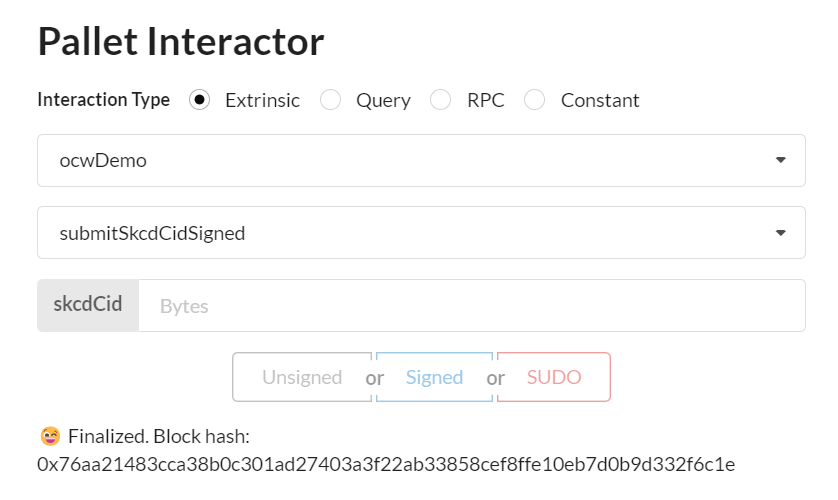 Pallet Interactor
Interaction Type Extrinsic Query RPC Constant
ocwDemo
submitSkcdCidSigned
skcdCid Bytes
Unsigned or Signed or SUDO
Finalized. Block hash:
0x76aa21483cca38b0c301ad27403a3f22ab33858cef8ffe10eb7d0b9d332f6c1e